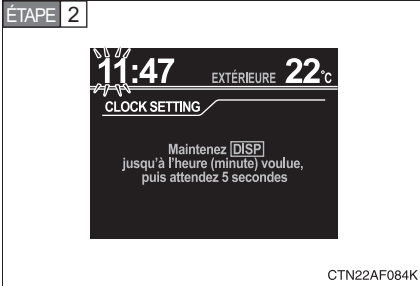 ÉTAPE 2
11:47 EXTÉRIEURE 22°c
CLOCK SETTING
Maintenez DISP
jusqu'à l'heure (minute) voulue,
puis attendez 5 secondes
CTN22AF084K